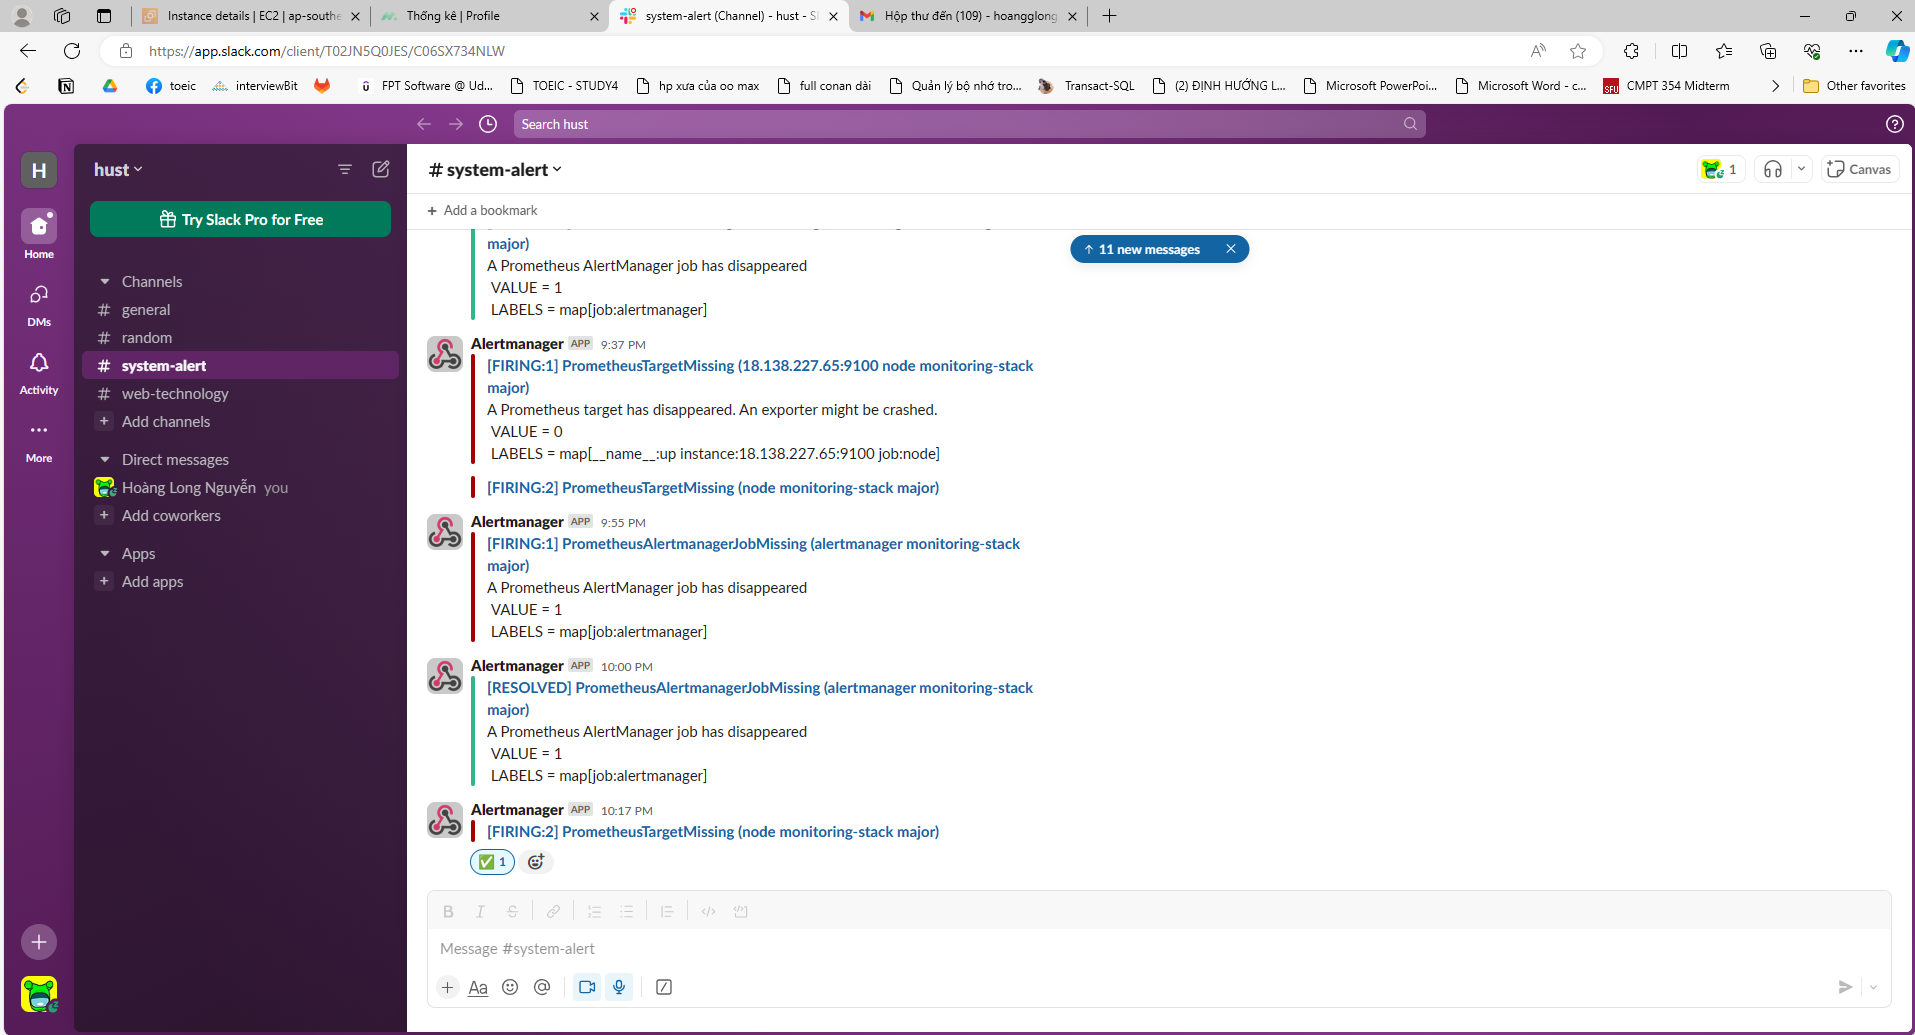 Instance details | EC2 | ap-southe
Thống kê | Profile
system-alert (Channel) - hust - Sl
Hộp thư đến (109) - hoangglong
https://app.slack.com/client/T02JN5Q0JES/C06SX734NLW
toeic
interviewBit
FPT Software @ Ud...
TOEIC - STUDY4
hp xưa của oo max
full conan dài
Quản lý bộ nhớ tro...
Transact-SQL
(2) ĐỊNH HƯỚNG L...
Microsoft PowerPoi...
Microsoft Word - c...
SFU
CMPT 354 Midterm
Other favorites
Search hust
H
Home
DMs
Activity
More
hust
Try Slack Pro for Free
Channels
# general
# random
# system-alert
# web-technology
+ Add channels
Direct messages
Hoàng Long Nguyễn you
+ Add coworkers
Apps
+ Add apps
# system-alert
1
Canvas
+ Add a bookmark
↑ 11 new messages
major)
A Prometheus AlertManager job has disappeared
VALUE = 1
LABELS = map[job:alertmanager]
Alertmanager APP 9:37 PM
[FIRING:1] PrometheusTargetMissing (18.138.227.65:9100 node monitoring-stack
major)
A Prometheus target has disappeared. An exporter might be crashed.
VALUE = 0
LABELS = map[__name__:up instance:18.138.227.65:9100 job:node]
[FIRING:2] PrometheusTargetMissing (node monitoring-stack major)
Alertmanager APP 9:55 PM
[FIRING:1] PrometheusAlertmanagerJobMissing (alertmanager monitoring-stack
major)
A Prometheus AlertManager job has disappeared
VALUE = 1
LABELS = map[job:alertmanager]
Alertmanager APP 10:00 PM
[RESOLVED] PrometheusAlertmanagerJobMissing (alertmanager monitoring-stack
major)
A Prometheus AlertManager job has disappeared
VALUE = 1
LABELS = map[job:alertmanager]
Alertmanager APP 10:17 PM
[FIRING:2] PrometheusTargetMissing (node monitoring-stack major)
1
B I S
Message #system-alert
+ Aa @